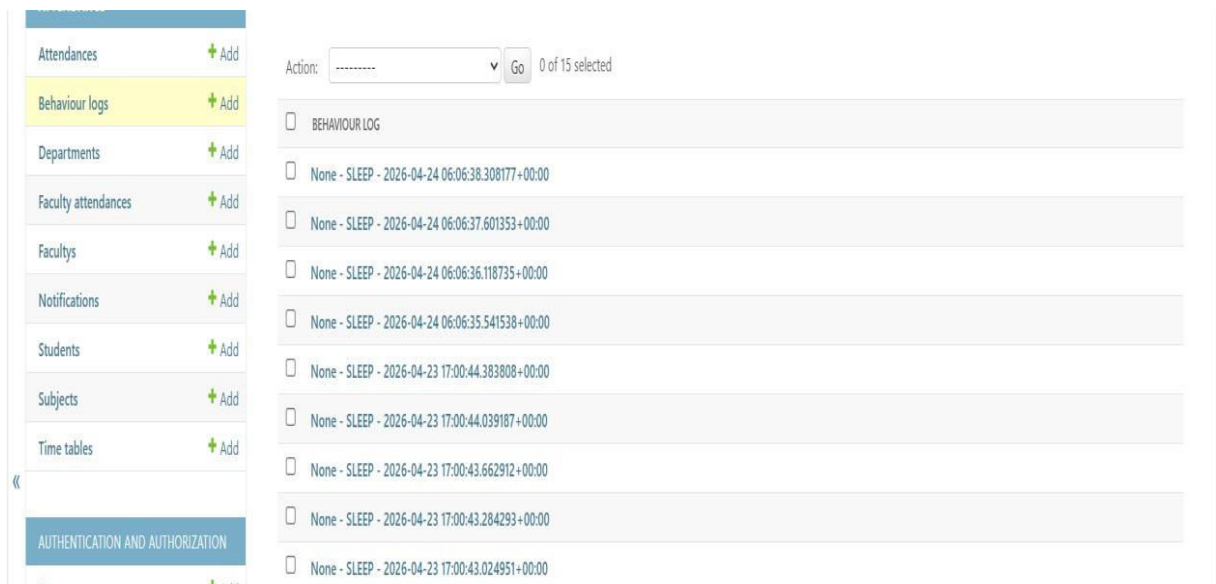 Attendances + Add
Behaviour logs + Add
Departments + Add
Faculty attendances + Add
Facultys + Add
Notifications + Add
Students + Add
Subjects + Add
Time tables + Add
«
AUTHENTICATION AND AUTHORIZATION
Action: --------- Go 0 of 15 selected
BEHAVIOUR LOG
None - SLEEP - 2026-04-24 06:06:38.308177+00:00
None - SLEEP - 2026-04-24 06:06:37.601353+00:00
None - SLEEP - 2026-04-24 06:06:36.118735+00:00
None - SLEEP - 2026-04-24 06:06:35.541538+00:00
None - SLEEP - 2026-04-23 17:00:44.383808+00:00
None - SLEEP - 2026-04-23 17:00:44.039187+00:00
None - SLEEP - 2026-04-23 17:00:43.662912+00:00
None - SLEEP - 2026-04-23 17:00:43.284293+00:00
None - SLEEP - 2026-04-23 17:00:43.024951+00:00